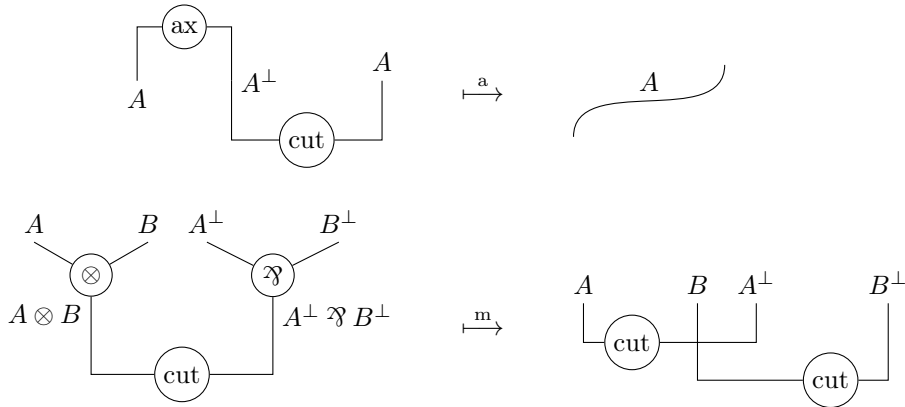 ax
A
A A⊥
a
A
cut
A B A⊥ B⊥
⊗ ⅋
A ⊗ B A⊥ ⅋ B⊥
cut
m
A B A⊥ B⊥
cut
cut